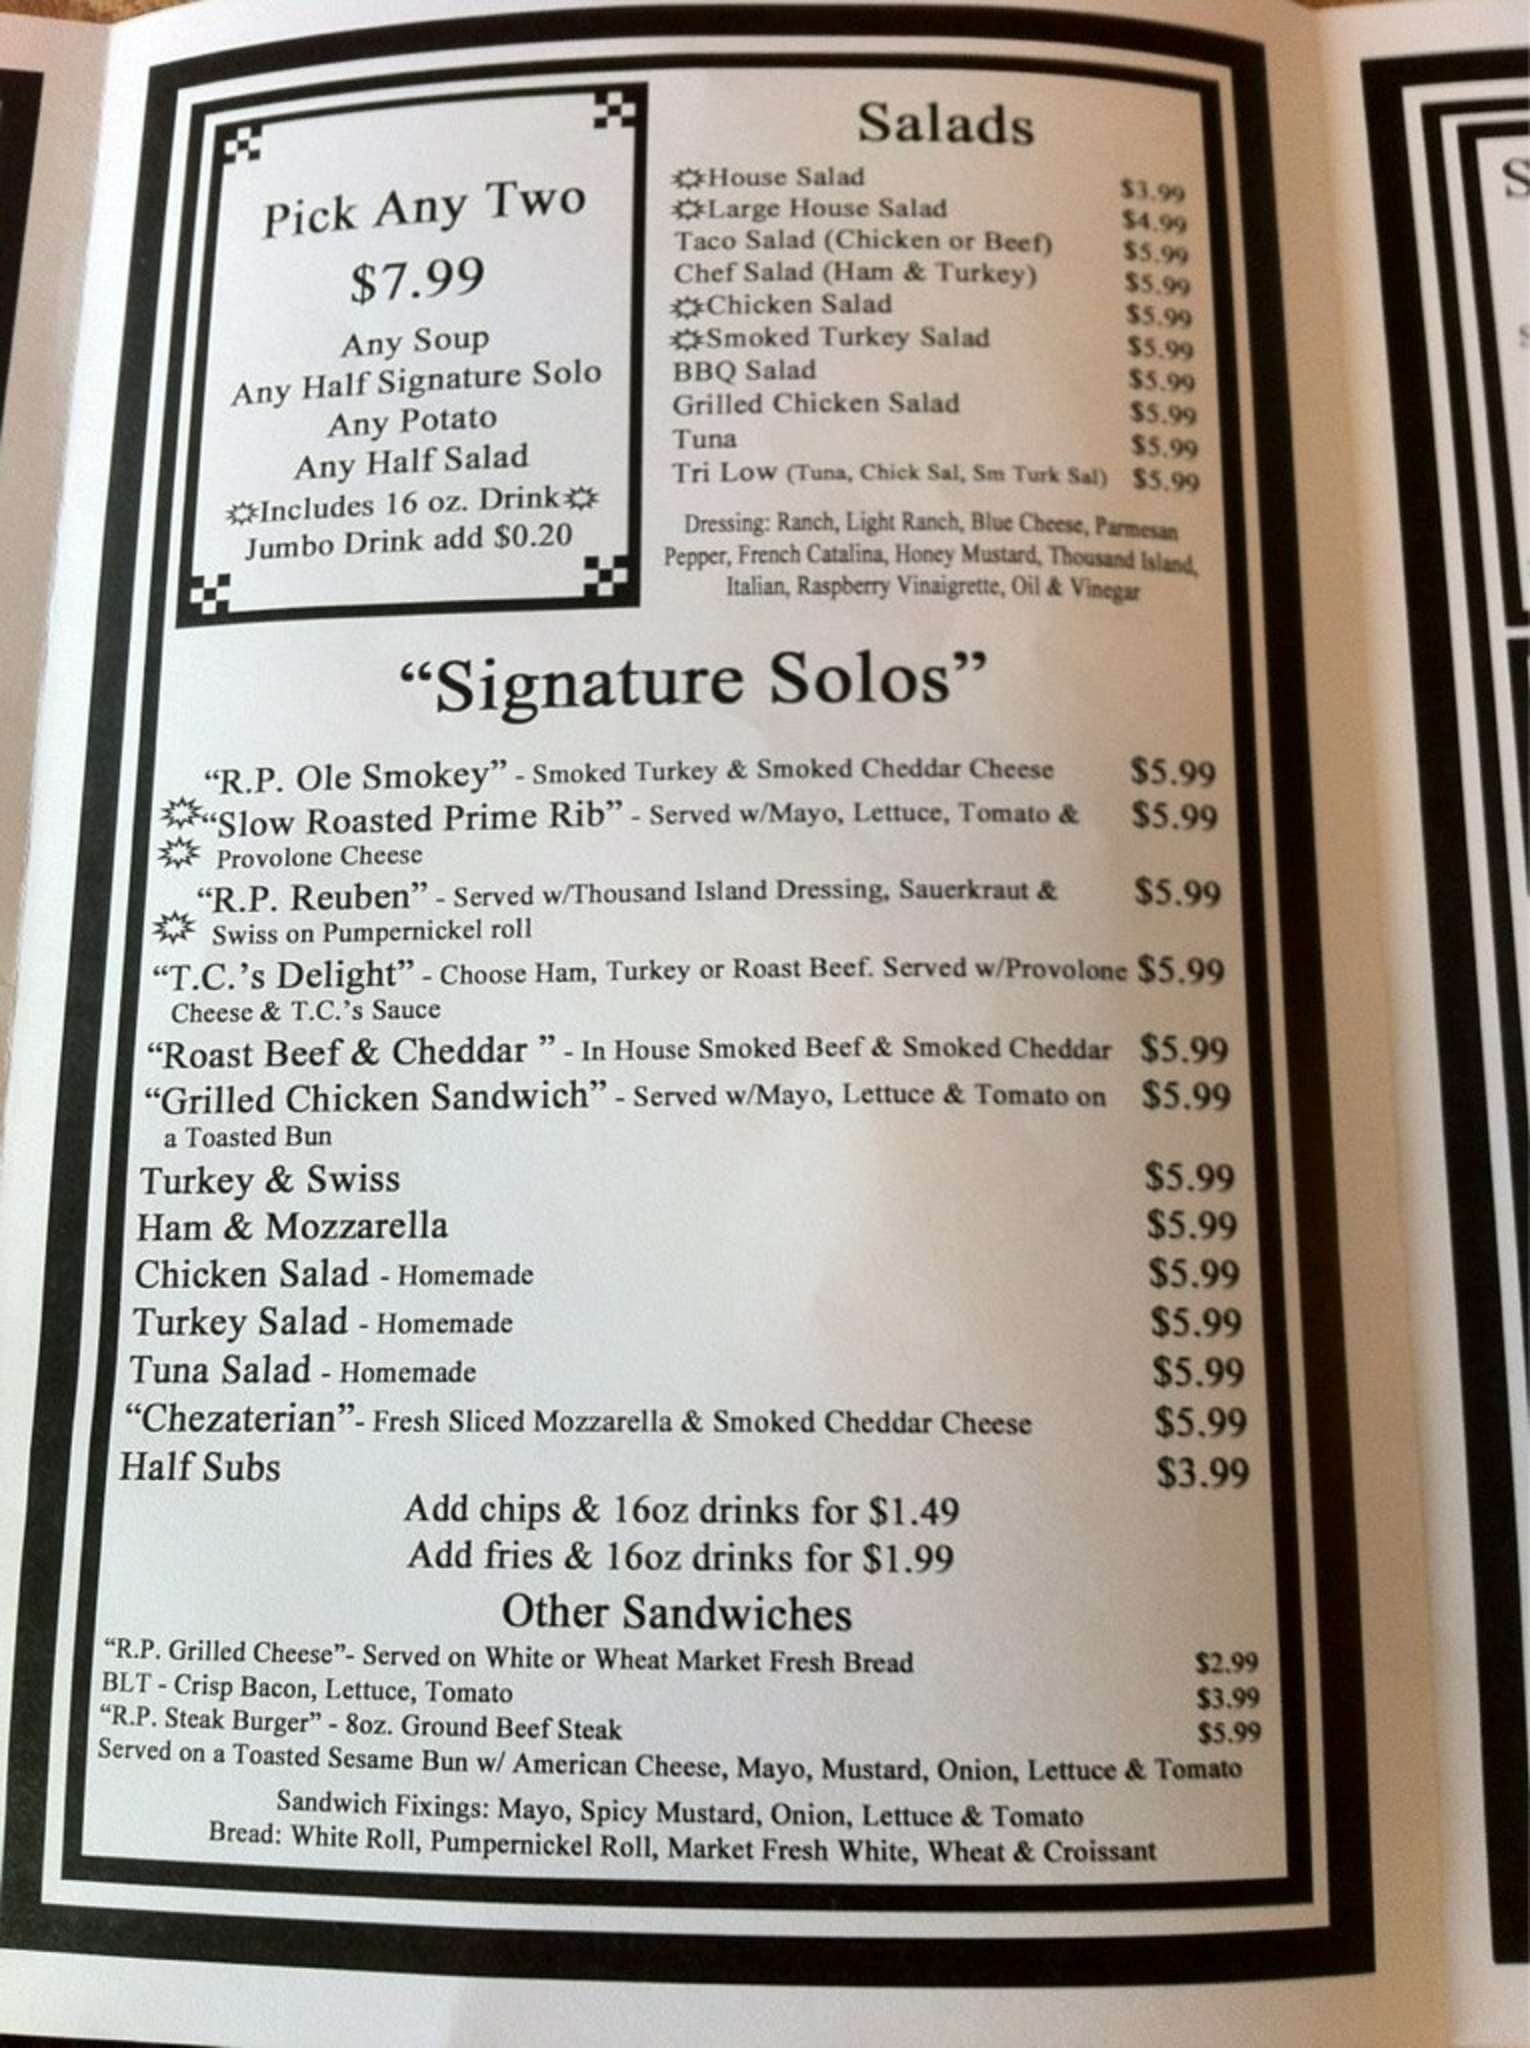 Pick Any Two
$7.99
Any Soup
Any Half Signature Solo
Any Potato
Any Half Salad
Includes 16 oz. Drink
Jumbo Drink add $0.20
Salads
House Salad $3.99
Large House Salad $4.99
Taco Salad (Chicken or Beef) $5.99
Chef Salad (Ham & Turkey) $5.99
Chicken Salad $5.99
Smoked Turkey Salad $5.99
BBQ Salad $5.99
Grilled Chicken Salad $5.99
Tuna $5.99
Tri Low (Tuna, Chick Sal, Sm Turk Sal) $5.99
Dressing: Ranch, Light Ranch, Blue Cheese, Parmesan
Pepper, French Catalina, Honey Mustard, Thousand Island,
Italian, Raspberry Vinaigrette, Oil & Vinegar
“Signature Solos”
“R.P. Ole Smokey” - Smoked Turkey & Smoked Cheddar Cheese $5.99
“Slow Roasted Prime Rib” - Served w/Mayo, Lettuce, Tomato & $5.99
Provolone Cheese
“R.P. Reuben” - Served w/Thousand Island Dressing, Sauerkraut & $5.99
Swiss on Pumpernickel roll
“T.C.’s Delight” - Choose Ham, Turkey or Roast Beef. Served w/Provolone $5.99
Cheese & T.C.’s Sauce
“Roast Beef & Cheddar ” - In House Smoked Beef & Smoked Cheddar $5.99
“Grilled Chicken Sandwich” - Served w/Mayo, Lettuce & Tomato on $5.99
a Toasted Bun
Turkey & Swiss $5.99
Ham & Mozzarella $5.99
Chicken Salad - Homemade $5.99
Turkey Salad - Homemade $5.99
Tuna Salad - Homemade $5.99
“Chezaterian”- Fresh Sliced Mozzarella & Smoked Cheddar Cheese $5.99
Half Subs $3.99
Add chips & 16oz drinks for $1.49
Add fries & 16oz drinks for $1.99
Other Sandwiches
“R.P. Grilled Cheese”- Served on White or Wheat Market Fresh Bread $2.99
BLT - Crisp Bacon, Lettuce, Tomato $3.99
“R.P. Steak Burger” - 8oz. Ground Beef Steak $5.99
Served on a Toasted Sesame Bun w/ American Cheese, Mayo, Mustard, Onion, Lettuce & Tomato
Sandwich Fixings: Mayo, Spicy Mustard, Onion, Lettuce & Tomato
Bread: White Roll, Pumpernickel Roll, Market Fresh White, Wheat & Croissant